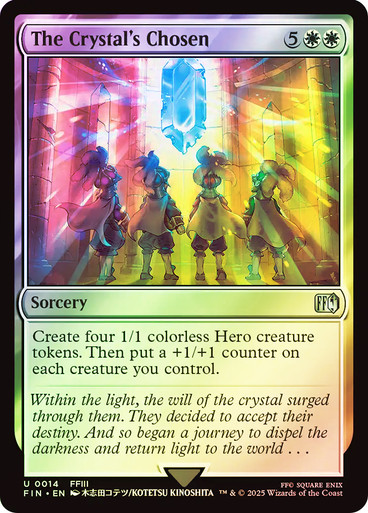 The Crystal's Chosen 5
Sorcery FFC
Create four 1/1 colorless Hero creature
tokens. Then put a +1/+1 counter on
each creature you control.
Within the light, the will of the crystal surged
through them. They decided to accept their
destiny. And so began a journey to dispel the
darkness and return light to the world . . .
U 0014 FFIII FF© SQUARE ENIX
FIN • EN 木志田コテツ/KOTETSU KINOSHITA ™ & © 2025 Wizards of the Coast